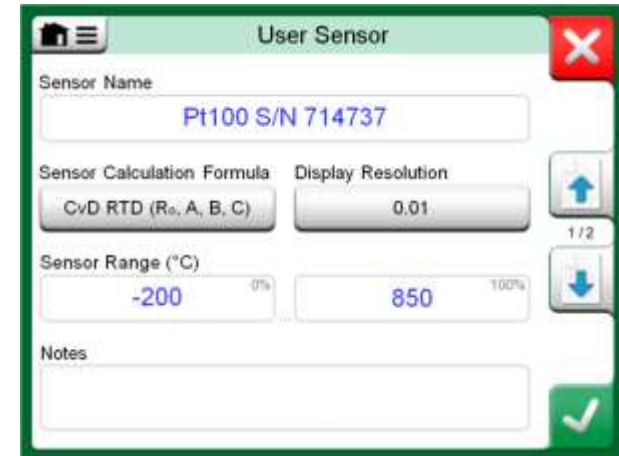 User Sensor
Sensor Name
Pt100 S/N 714737
Sensor Calculation Formula Display Resolution
CvD RTD (R₀, A, B, C) 0.01
1/2
Sensor Range (°C)
-200 0% 850 100%
Notes